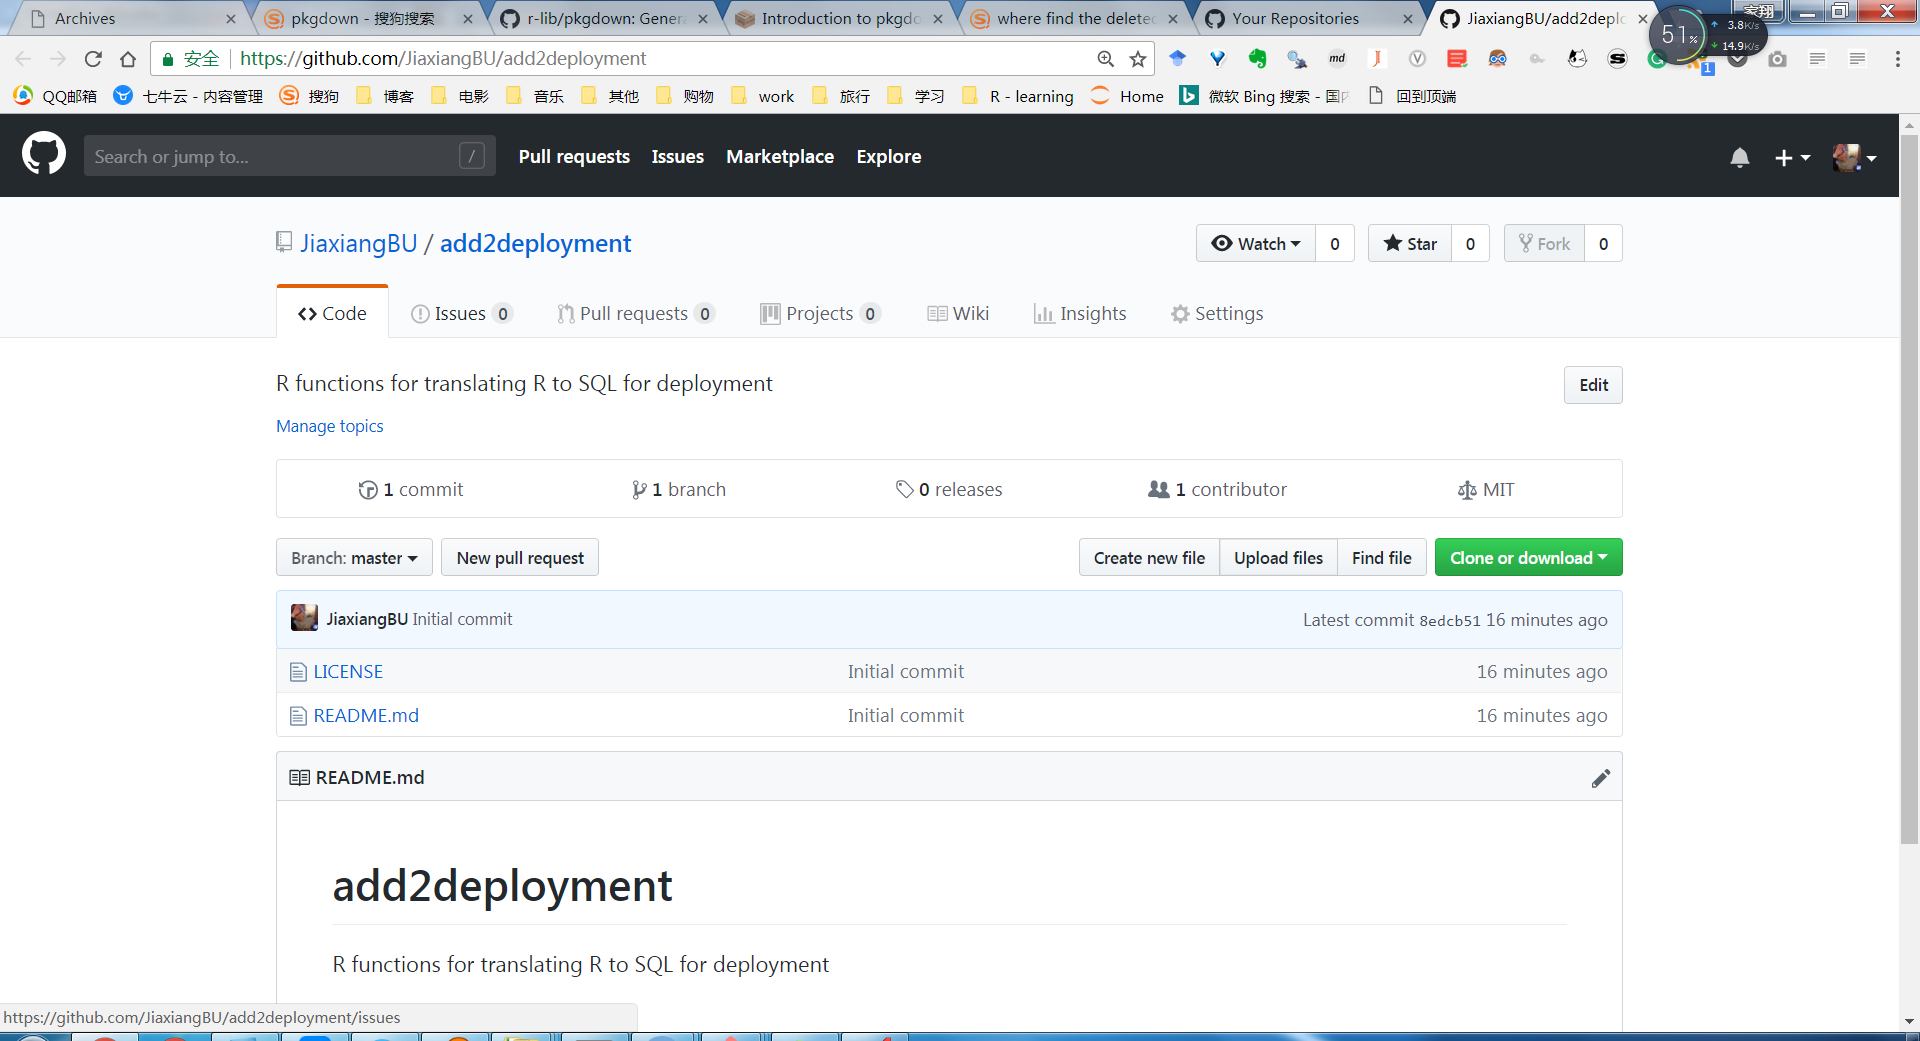 Archives
pkgdown - 搜狗搜索
r-lib/pkgdown: Genera
Introduction to pkgdo
where find the deleted
Your Repositories
JiaxiangBU/add2deplo
家翔
51%
3.8K/s
14.9K/s
安全
https://github.com/JiaxiangBU/add2deployment
md
1
QQ邮箱
七牛云 - 内容管理
搜狗
博客
电影
音乐
其他
购物
work
旅行
学习
R - learning
Home
微软 Bing 搜索 - 国内
回到顶端
Search or jump to...
/
Pull requests
Issues
Marketplace
Explore
JiaxiangBU / add2deployment
Watch 0
Star 0
Fork 0
Code
Issues 0
Pull requests 0
Projects 0
Wiki
Insights
Settings
R functions for translating R to SQL for deployment
Edit
Manage topics
1 commit
1 branch
0 releases
1 contributor
MIT
Branch: master
New pull request
Create new file
Upload files
Find file
Clone or download
JiaxiangBU Initial commit
Latest commit 8edcb51 16 minutes ago
LICENSE
Initial commit
16 minutes ago
README.md
Initial commit
16 minutes ago
README.md
add2deployment
R functions for translating R to SQL for deployment
https://github.com/JiaxiangBU/add2deployment/issues